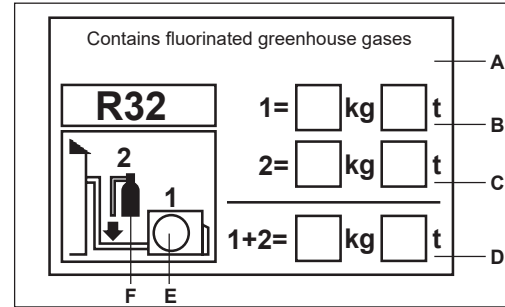 Contains fluorinated greenhouse gases
A
R32
1= kg t
B
2
2= kg t
C
1
1+2= kg t
D
F E